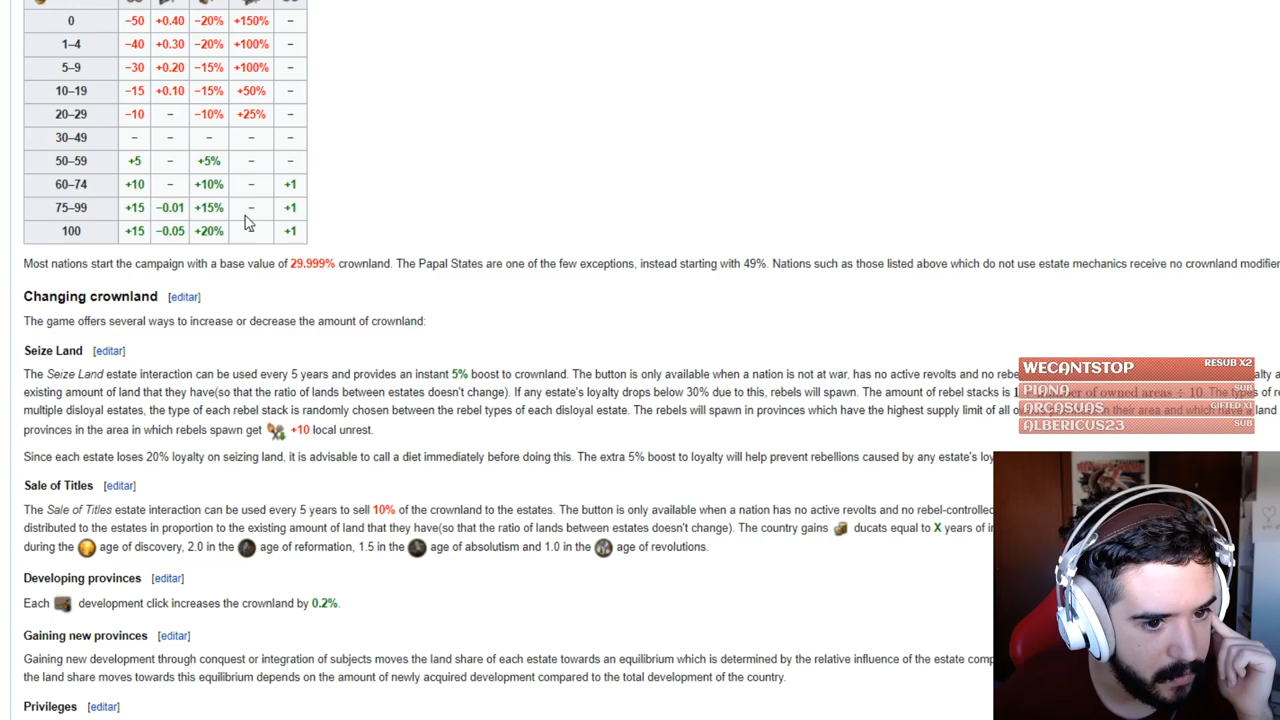 0 −50 +0.40 −20% +150% –
1–4 −40 +0.30 −20% +100% –
5–9 −30 +0.20 −15% +100% –
10–19 −15 +0.10 −15% +50% –
20–29 −10 – −10% +25% –
30–49 – – – – –
50–59 +5 – +5% – –
60–74 +10 – +10% – +1
75–99 +15 −0.01 +15% – +1
100 +15 −0.05 +20% +1
Most nations start the campaign with a base value of 29.999% crownland. The Papal States are one of the few exceptions, instead starting with 49%. Nations such as those listed above which do not use estate mechanics receive no crownland modifier
Changing crownland [editar]
The game offers several ways to increase or decrease the amount of crownland:
Seize Land [editar]
The Seize Land estate interaction can be used every 5 years and provides an instant 5% boost to crownland. The button is only available when a nation is not at war, has no active revolts and no rebe
existing amount of land that they have(so that the ratio of lands between estates doesn't change). If any estate's loyalty drops below 30% due to this, rebels will spawn. The amount of rebel stacks is number of owned areas ÷ 10. The types of re
multiple disloyal estates, the type of each rebel stack is randomly chosen between the rebel types of each disloyal estate. The rebels will spawn in provinces which have the highest supply limit of all o in their area and which have a land
provinces in the area in which rebels spawn get +10 local unrest.
Since each estate loses 20% loyalty on seizing land, it is advisable to call a diet immediately before doing this. The extra 5% boost to loyalty will help prevent rebellions caused by any estate's loy
Sale of Titles [editar]
The Sale of Titles estate interaction can be used every 5 years to sell 10% of the crownland to the estates. The button is only available when a nation has no active revolts and no rebel-controlled
distributed to the estates in proportion to the existing amount of land that they have(so that the ratio of lands between estates doesn't change). The country gains ducats equal to X years of in
during the age of discovery, 2.0 in the age of reformation, 1.5 in the age of absolutism and 1.0 in the age of revolutions.
Developing provinces [editar]
Each development click increases the crownland by 0.2%.
Gaining new provinces [editar]
Gaining new development through conquest or integration of subjects moves the land share of each estate towards an equilibrium which is determined by the relative influence of the estate comp
the land share moves towards this equilibrium depends on the amount of newly acquired development compared to the total development of the country.
Privileges [editar]
WECANTSTOP RESUB X2
PIANA SUB
ARCASUAS GIFTED X1
ALBERICUS23 SUB